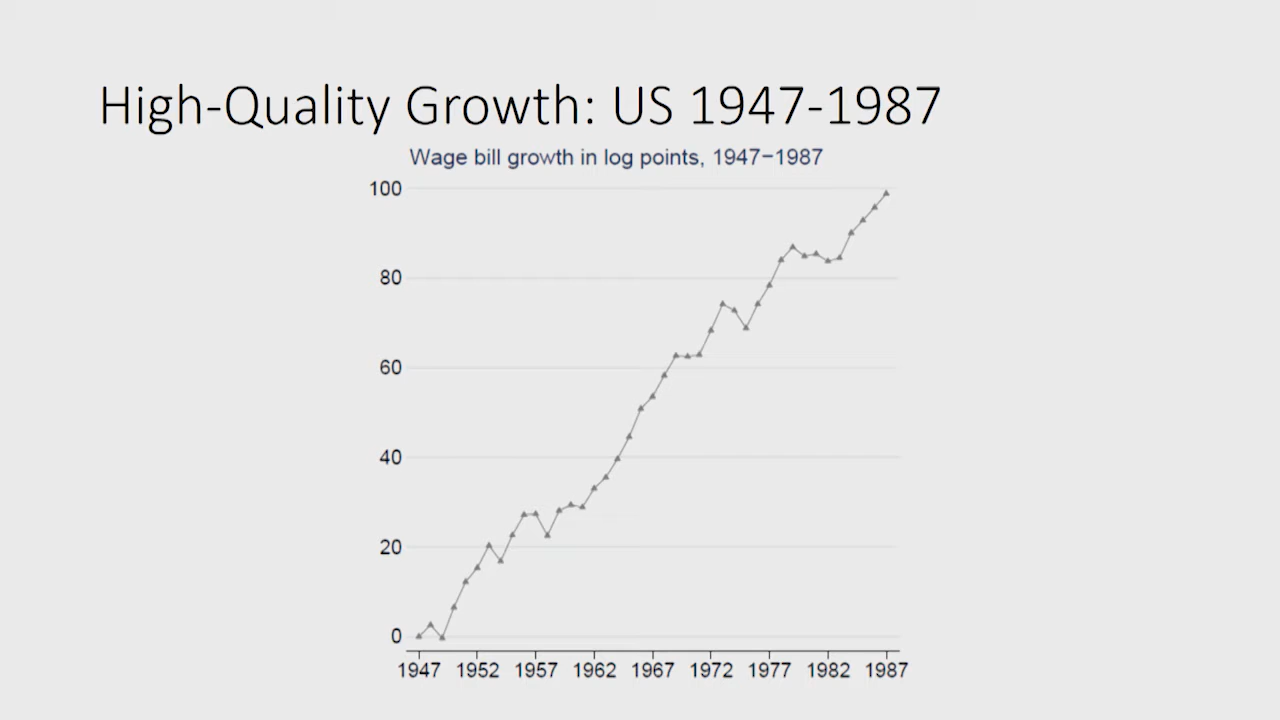 High-Quality Growth: US 1947-1987
Wage bill growth in log points, 1947−1987
100
80
60
40
20
0
1947 1952 1957 1962 1967 1972 1977 1982 1987